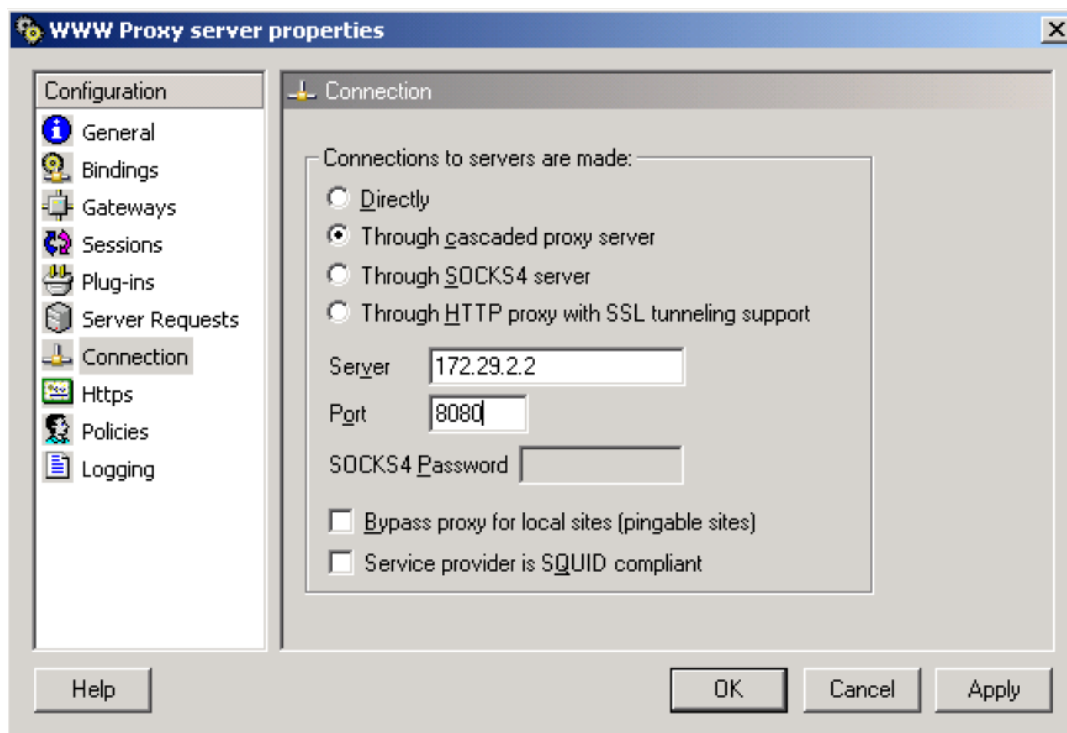 WWW Proxy server properties
Configuration
General
Bindings
Gateways
Sessions
Plug-ins
Server Requests
Connection
Https
Policies
Logging
Connection
Connections to servers are made:
Directly
Through cascaded proxy server
Through SOCKS4 server
Through HTTP proxy with SSL tunneling support
Server 172.29.2.2
Port 8080
SOCKS4 Password
Bypass proxy for local sites (pingable sites)
Service provider is SQUID compliant
Help OK Cancel Apply